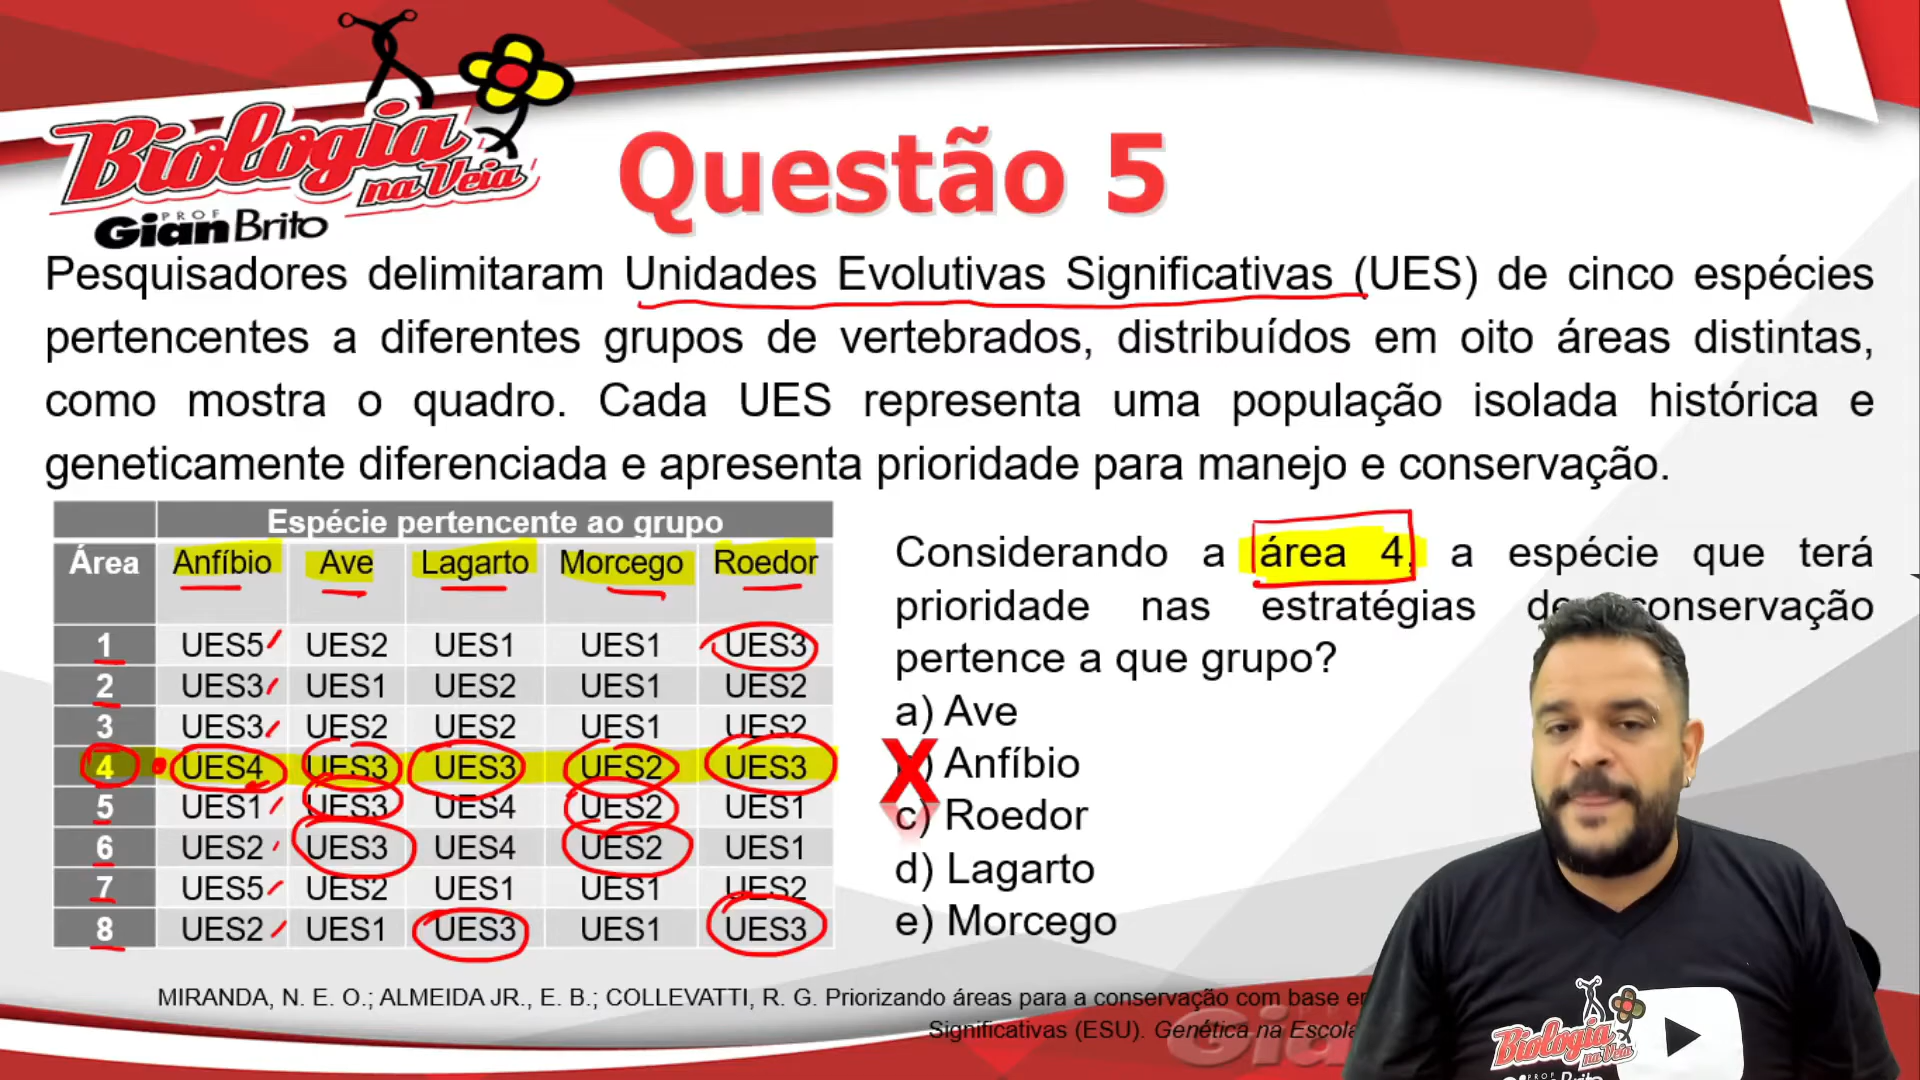 Biologia
na Veia
PROF
Gian Brito
Questão 5
Pesquisadores delimitaram Unidades Evolutivas Significativas (UES) de cinco espécies
pertencentes a diferentes grupos de vertebrados, distribuídos em oito áreas distintas,
como mostra o quadro. Cada UES representa uma população isolada histórica e
geneticamente diferenciada e apresenta prioridade para manejo e conservação.
Espécie pertencente ao grupo
Área Anfíbio Ave Lagarto Morcego Roedor
1 UES5 UES2 UES1 UES1 UES3
2 UES3 UES1 UES2 UES1 UES2
3 UES3 UES2 UES2 UES1 UES2
4 UES4 UES3 UES3 UES2 UES3
5 UES1 UES3 UES4 UES2 UES1
6 UES2 UES3 UES4 UES2 UES1
7 UES5 UES2 UES1 UES1 UES2
8 UES2 UES1 UES3 UES1 UES3
Considerando a área 4, a espécie que terá
prioridade nas estratégias de conservação
pertence a que grupo?
a) Ave
X) Anfíbio
c) Roedor
d) Lagarto
e) Morcego
MIRANDA, N. E. O.; ALMEIDA JR., E. B.; COLLEVATTI, R. G. Priorizando áreas para a conservação com base
Significativas (ESU). Genética na Escola
Biologia
na Veia
PROF